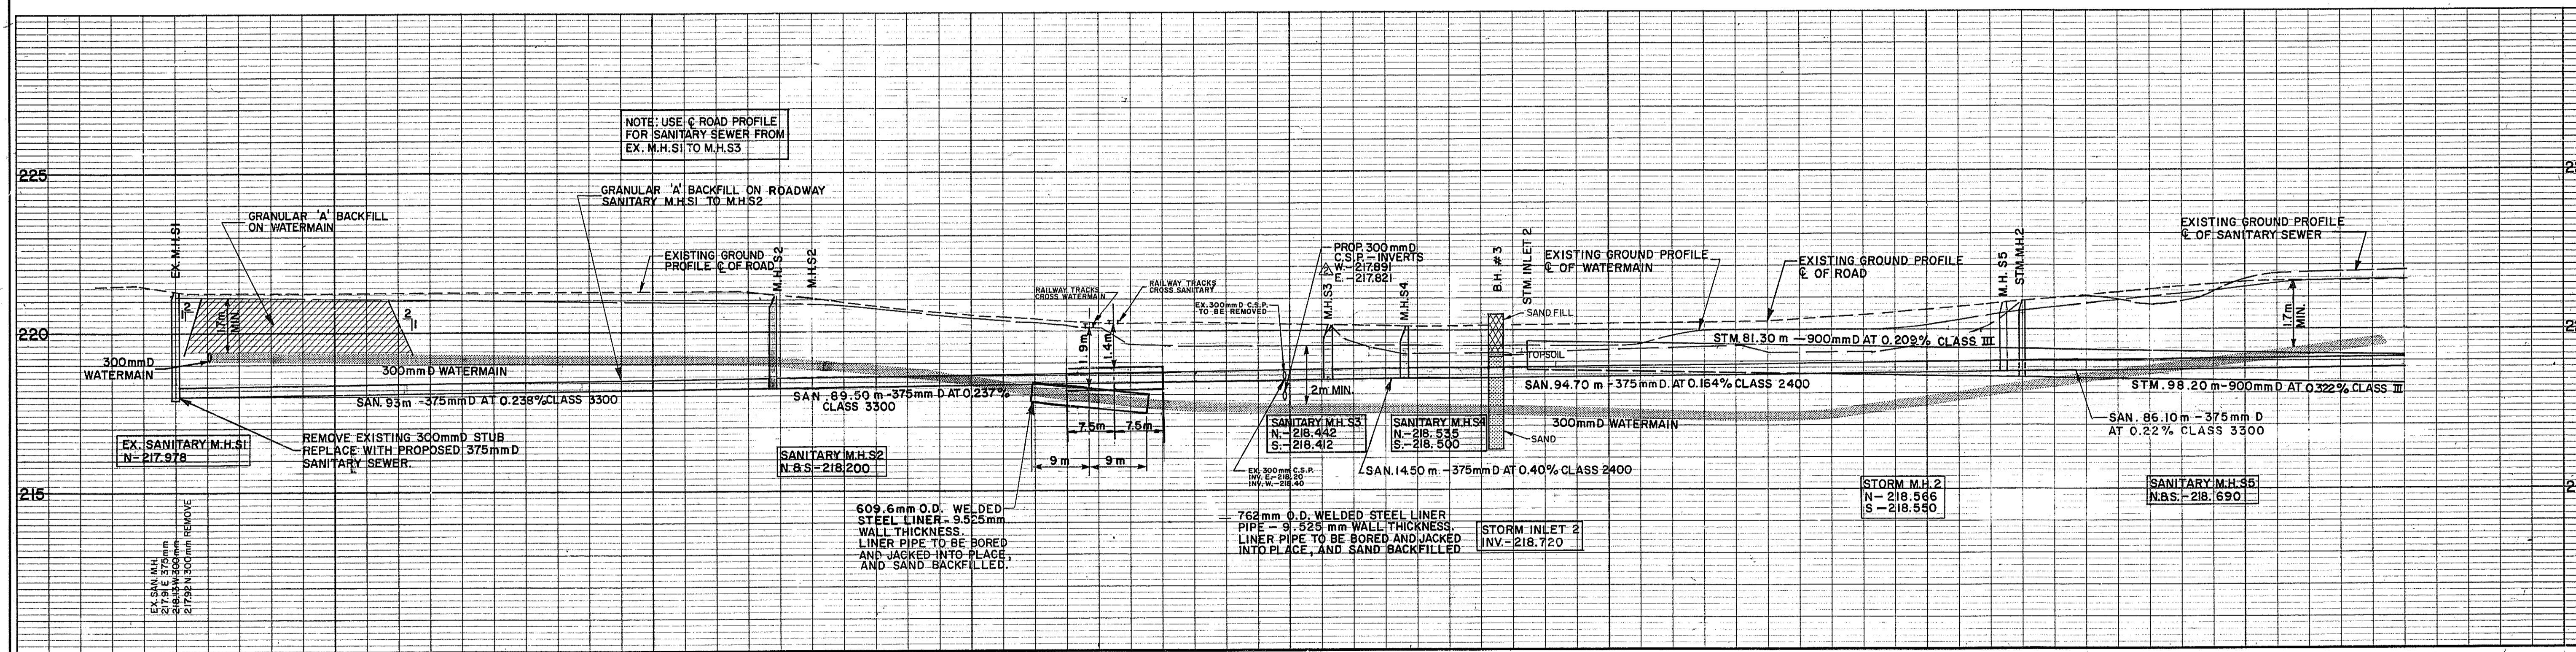 NOTE: USE ℄ ROAD PROFILE
FOR SANITARY SEWER FROM
EX. M.H.S1 TO M.H.S3
225
GRANULAR 'A' BACKFILL ON ROADWAY
SANITARY M.H.S1 TO M.H.S2
GRANULAR 'A' BACKFILL
ON WATERMAIN
EX. M.H.S1
EXISTING GROUND
PROFILE ℄ OF ROAD
M.H. S2
M.H.S2
PROP. 300mmD
C.S.P. - INVERTS
W. - 217.891
E. - 217.821
2
RAILWAY TRACKS
CROSS WATERMAIN
RAILWAY TRACKS
CROSS SANITARY
EX. 300mmD C.S.P.
TO BE REMOVED
M.H.S3
M.H.S4
B.H. #3
STM. INLET 2
EXISTING GROUND PROFILE
℄ OF WATERMAIN
EXISTING GROUND PROFILE
℄ OF ROAD
M.H. S5
STM. M.H.2
EXISTING GROUND PROFILE
℄ OF SANITARY SEWER
220
2
1
1.7m
MIN.
2
1
1.9m
1.4m
SAND FILL
TOPSOIL
STM. 81.30 m - 900mmD AT 0.209% CLASS III
1.7m
MIN.
300mmD
WATERMAIN
300mmD WATERMAIN
SAN. 93m - 375mmD AT 0.238% CLASS 3300
SAN. 89.50 m - 375mmD AT 0.237%
CLASS 3300
2m MIN.
SAN. 94.70 m - 375mmD. AT 0.164% CLASS 2400
STM. 98.20 m - 900mmD AT 0.322% CLASS III
7.5m
7.5m
9m
9m
EX. SANITARY M.H.S1
N - 217.978
REMOVE EXISTING 300mmD STUB
REPLACE WITH PROPOSED 375mmD
SANITARY SEWER.
SANITARY M.H.S2
N. & S - 218.200
SANITARY M.H. S3
N. - 218.442
S. - 218.412
SANITARY M.H.S4
N. - 218.535
S. - 218.500
300mmD WATERMAIN
SAND
SAN. 86.10 m - 375mm D
AT 0.22% CLASS 3300
EX. 300mm C.S.P.
INV. E. - 218.20
INV. W. - 218.40
SAN. 14.50 m - 375mmD AT 0.40% CLASS 2400
215
STORM M.H. 2
N - 218.566
S - 218.550
SANITARY M.H.S5
N.&S. - 218.690
609.6mm O.D. WELDED
STEEL LINER - 9.525mm
WALL THICKNESS.
LINER PIPE TO BE BORED
AND JACKED INTO PLACE,
AND SAND BACKFILLED.
762mm O.D. WELDED STEEL LINER
PIPE - 9.525 mm WALL THICKNESS.
LINER PIPE TO BE BORED AND JACKED
INTO PLACE, AND SAND BACKFILLED
STORM INLET 2
INV. - 218.720
EX. SAN. M.H.
217.91 E 375mm
218.133 W 300mm
217.92 N 300mm REMOVE